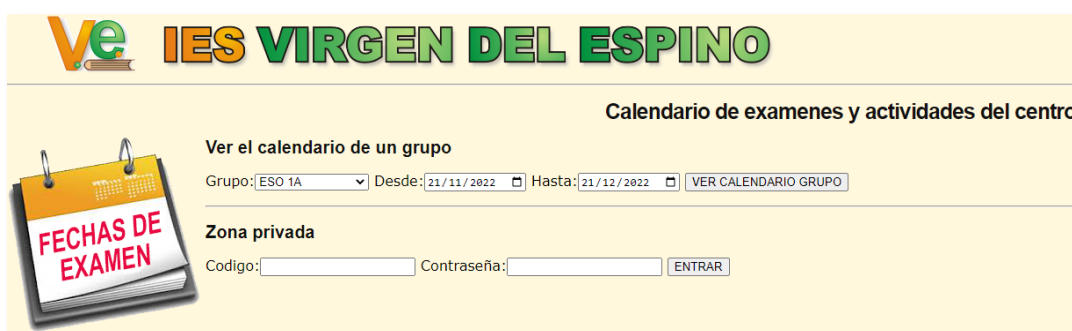 Ve IES VIRGEN DEL ESPINO
Calendario de examenes y actividades del centro
Ver el calendario de un grupo
Grupo: ESO 1A Desde: 21/11/2022 Hasta: 21/12/2022 VER CALENDARIO GRUPO
FECHAS DE
EXAMEN
Zona privada
Codigo: Contraseña: ENTRAR